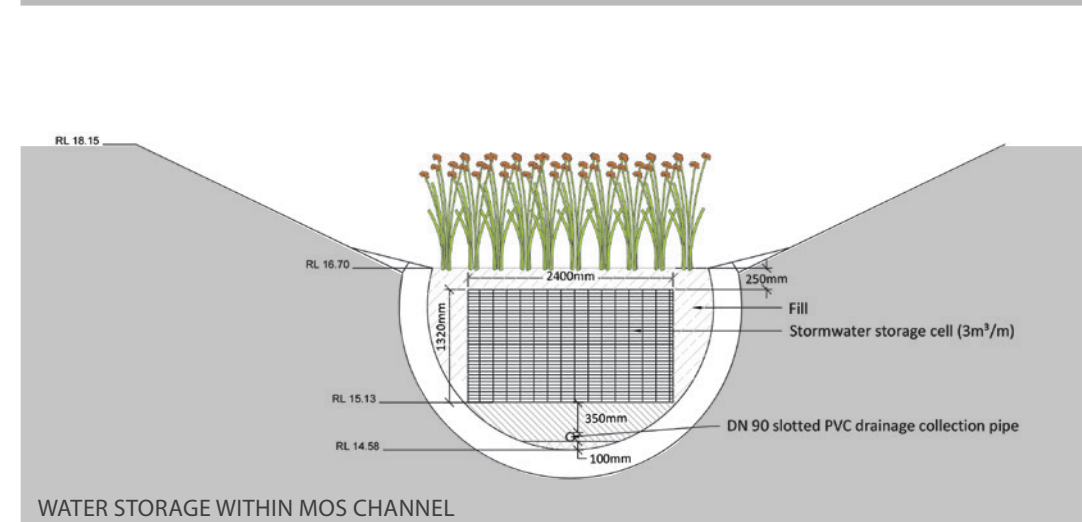 RL 18.15
RL 16.70
2400mm
250mm
Fill
1320mm
Stormwater storage cell (3m³/m)
RL 15.13
350mm
DN 90 slotted PVC drainage collection pipe
RL 14.58
100mm
WATER STORAGE WITHIN MOS CHANNEL